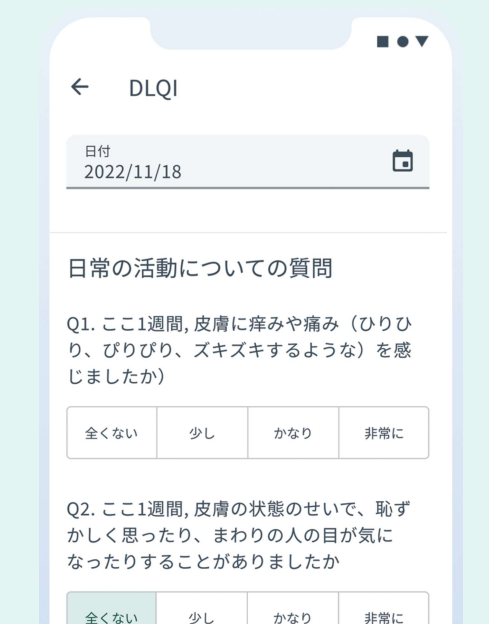 DLQI
日付
2022/11/18
日常の活動についての質問
Q1. ここ1週間, 皮膚に痒みや痛み（ひりひ
り、ぴりぴり、ズキズキするような）を感
じましたか）
全くない 少し かなり 非常に
Q2. ここ1週間, 皮膚の状態のせいで、恥ず
かしく思ったり、まわりの人の目が気に
なったりすることがありましたか
全くない 少し かなり 非常に